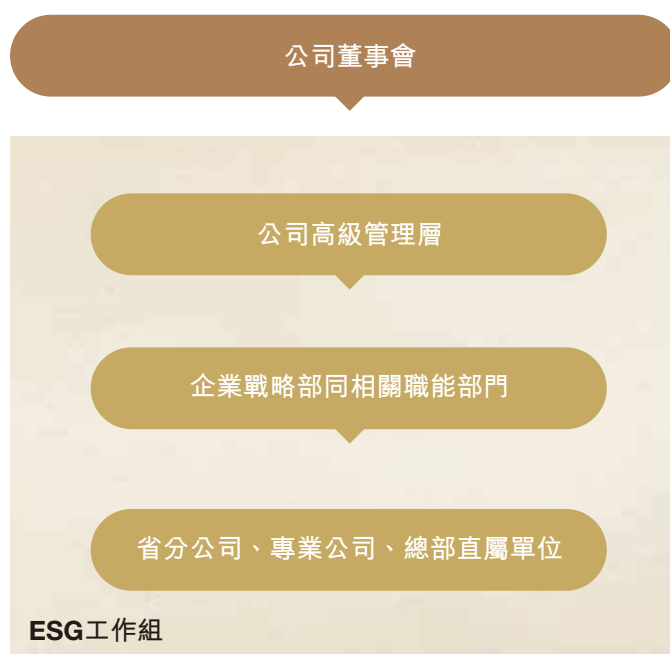 公司董事會
公司高級管理層
企業戰略部同相關職能部門
省分公司、專業公司、總部直屬單位
ESG工作組